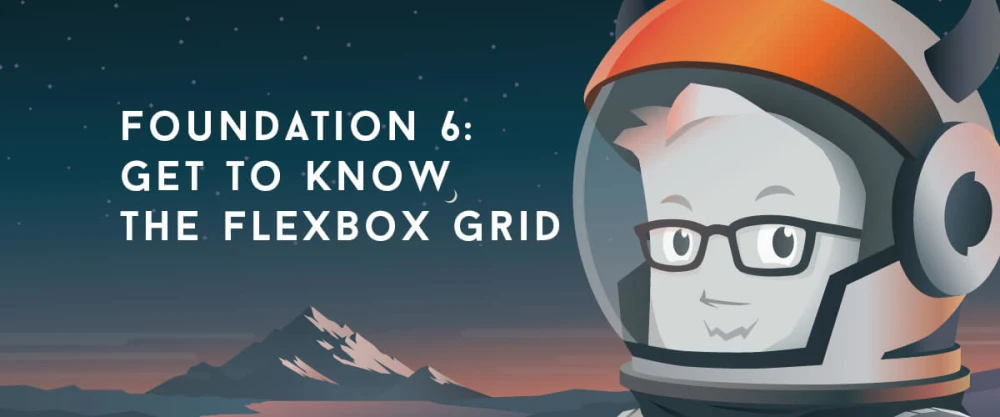 FOUNDATION 6:
GET TO KNOW
THE FLEXBOX GRID